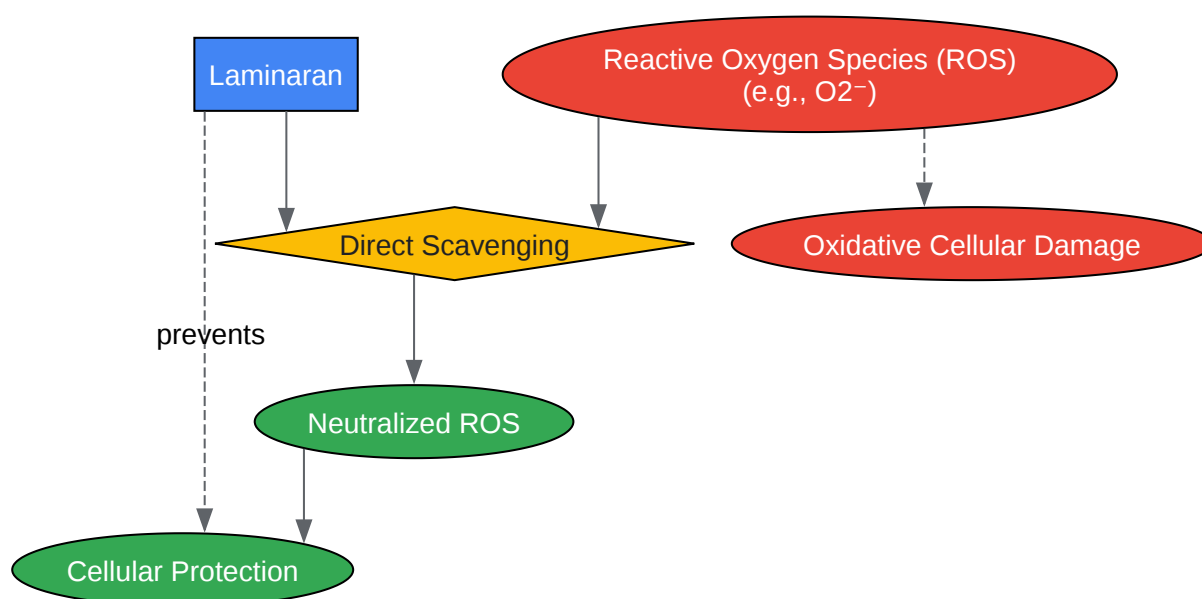 Laminaran
Reactive Oxygen Species (ROS)
(e.g., O2⁻)
Direct Scavenging
Oxidative Cellular Damage
prevents
Neutralized ROS
Cellular Protection